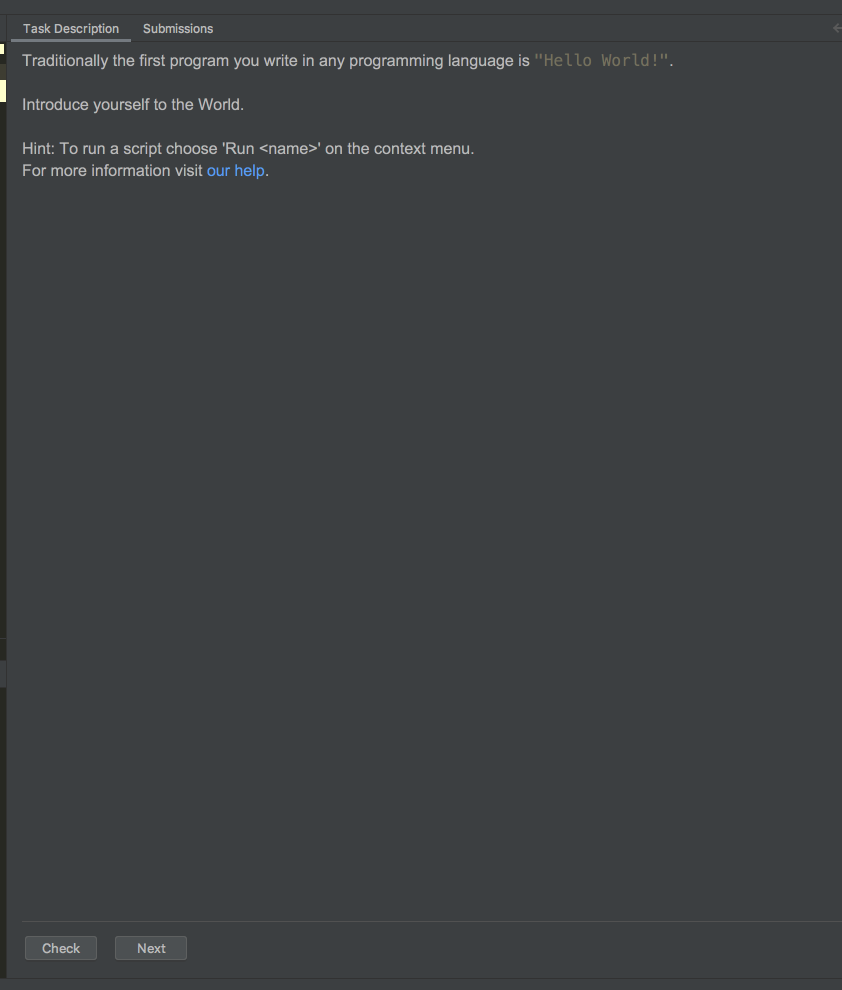 Task Description Submissions
Traditionally the first program you write in any programming language is "Hello World!".
Introduce yourself to the World.
Hint: To run a script choose 'Run <name>' on the context menu.
For more information visit our help.
Check Next